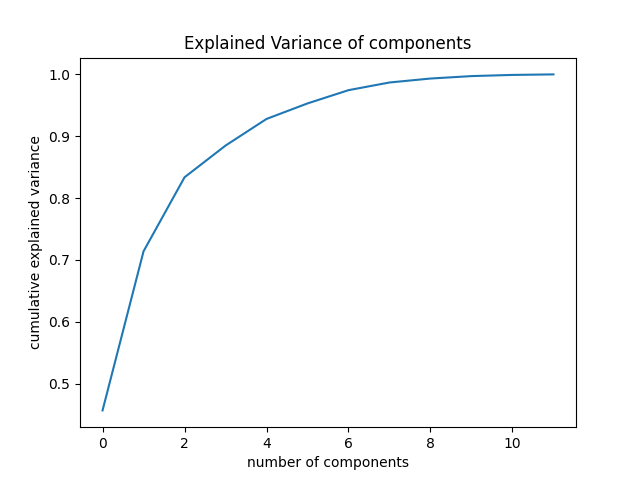 Explained Variance of components
cumulative explained variance
1.0
0.9
0.8
0.7
0.6
0.5
0 2 4 6 8 10
number of components